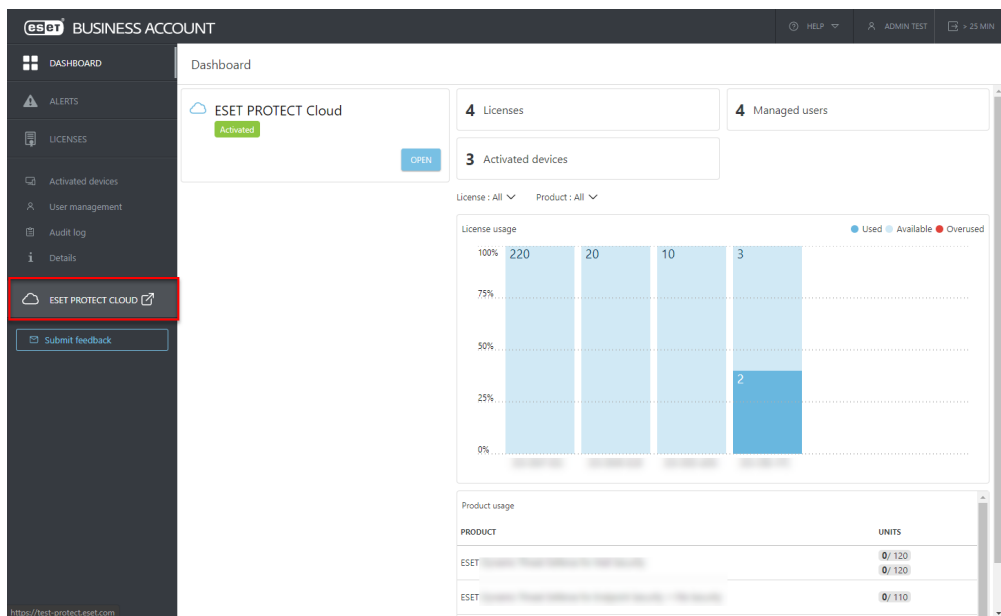 eset BUSINESS ACCOUNT
HELP
ADMIN TEST
> 25 MIN
DASHBOARD
ALERTS
LICENSES
Activated devices
User management
Audit log
Details
ESET PROTECT CLOUD
Submit feedback
https://test-protect.eset.com
Dashboard
ESET PROTECT Cloud
Activated
OPEN
4 Licenses
4 Managed users
3 Activated devices
License : All
Product : All
License usage
Used Available Overused
100% 220 20 10 3
75%
50%
2
25%
0%
Product usage
PRODUCT UNITS
ESET 0/ 120
0/ 120
ESET 0/ 110